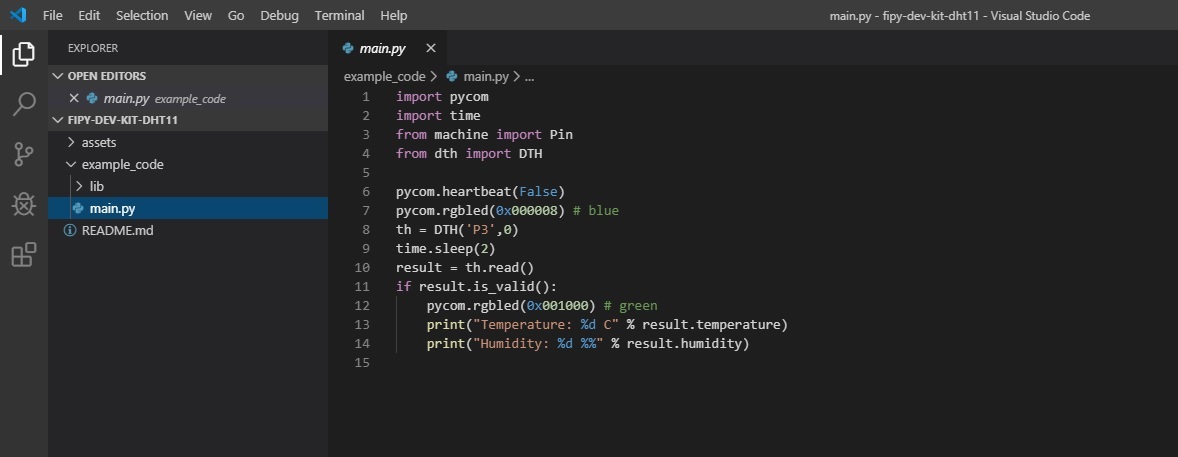 File Edit Selection View Go Debug Terminal Help main.py - fipy-dev-kit-dht11 - Visual Studio Code
EXPLORER
OPEN EDITORS
main.py example_code
FIPY-DEV-KIT-DHT11
assets
example_code
lib
main.py
README.md
main.py
example_code > main.py > ...
1 import pycom
2 import time
3 from machine import Pin
4 from dth import DTH
5
6 pycom.heartbeat(False)
7 pycom.rgbled(0x000008) # blue
8 th = DTH('P3',0)
9 time.sleep(2)
10 result = th.read()
11 if result.is_valid():
12     pycom.rgbled(0x001000) # green
13     print("Temperature: %d C" % result.temperature)
14     print("Humidity: %d %%" % result.humidity)
15